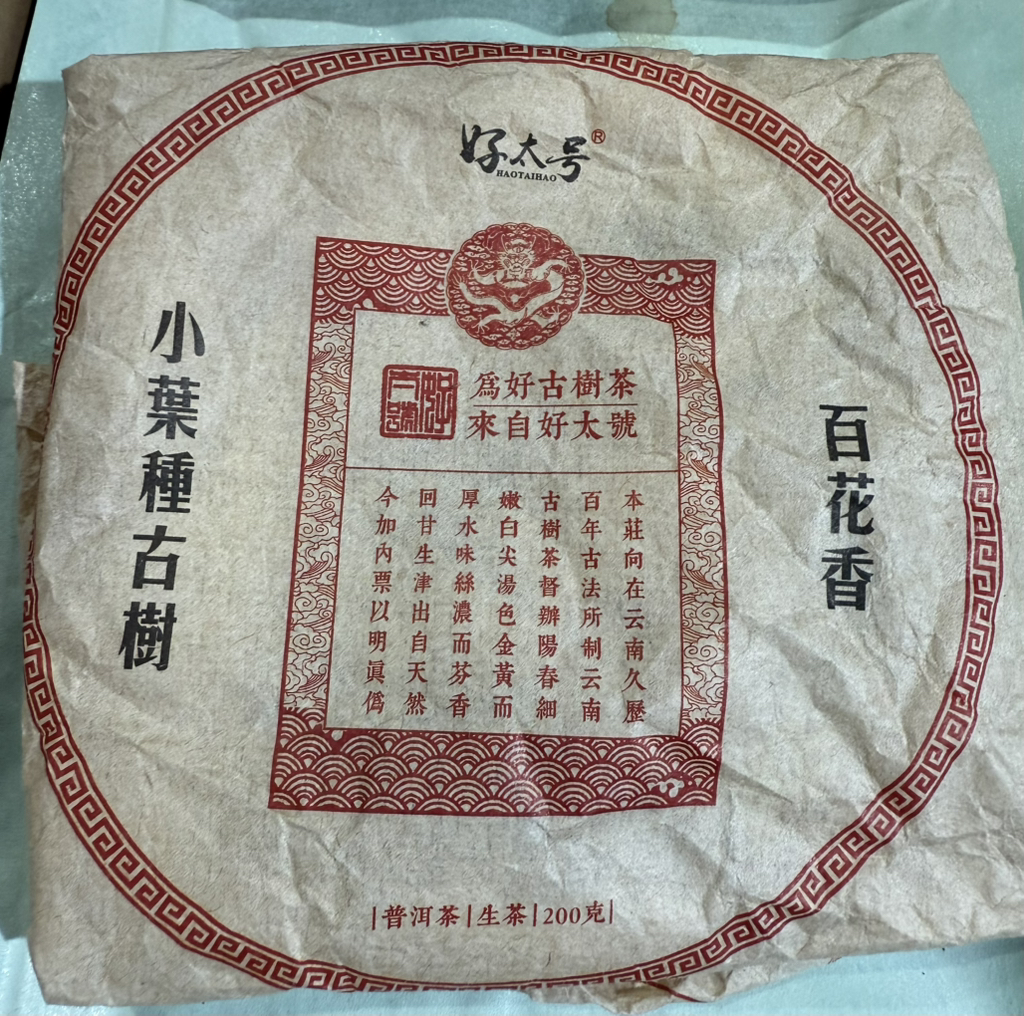 好太号®
HAOTAIHAO
百花香
小葉種古樹
好太號
爲好古樹茶
來自好太號
本莊向在云南久歷
百年古法所制云南
古樹茶督辦陽春細
嫩白尖湯色金黃而
厚水味絲濃而芬香
回甘生津出自天然
今加內票以明眞僞
|普洱茶|生茶|200克|